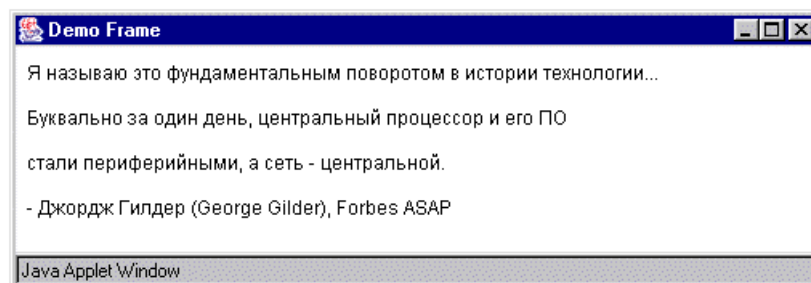 Demo Frame
Я называю это фундаментальным поворотом в истории технологии...
Буквально за один день, центральный процессор и его ПО
стали периферийными, а сеть - центральной.
- Джордж Гилдер (George Gilder), Forbes ASAP
Java Applet Window